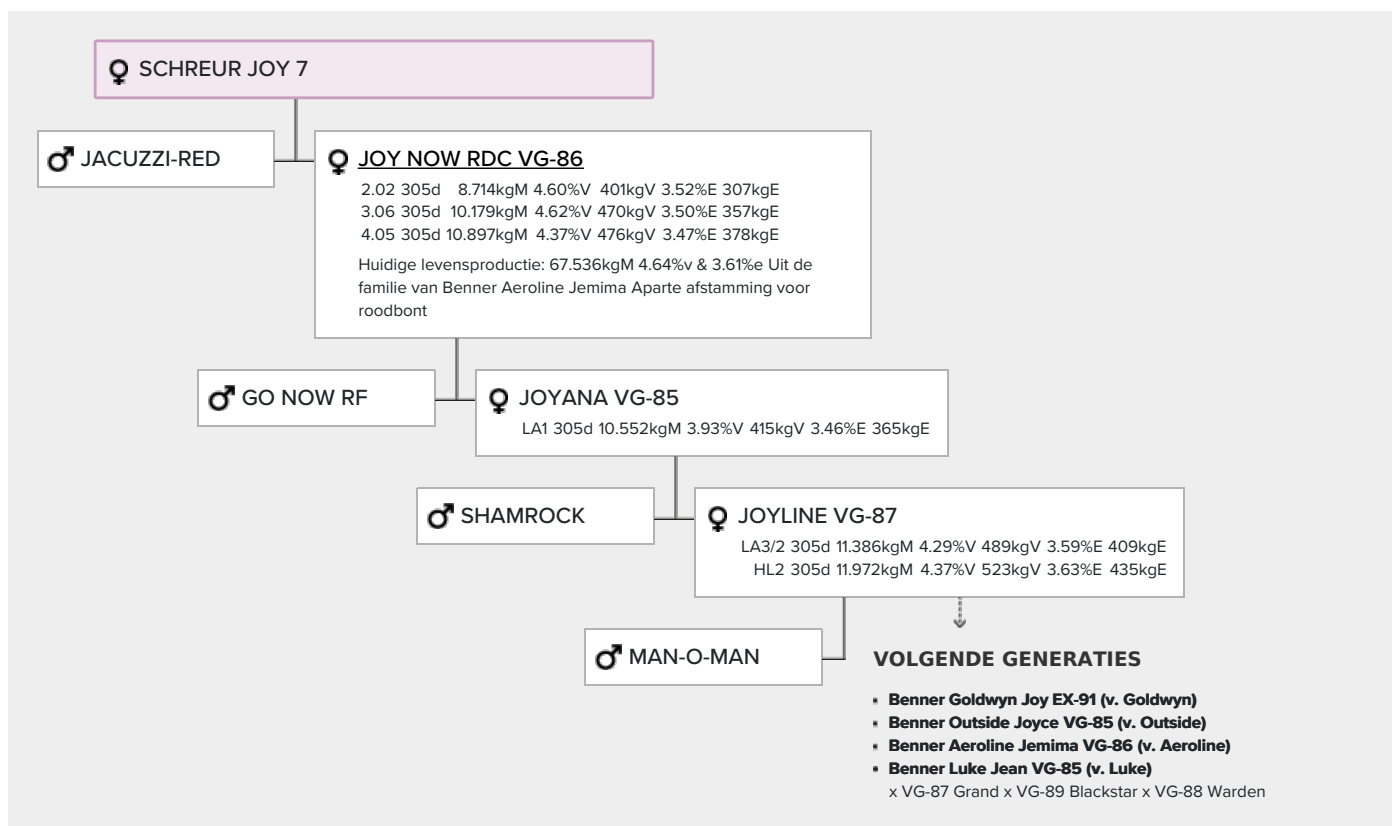 SCHREUR JOY 7
JACUZZI-RED
JOY NOW RDC VG-86
2.02 305d 8.714kgM 4.60%V 401kgV 3.52%E 307kgE
3.06 305d 10.179kgM 4.62%V 470kgV 3.50%E 357kgE
4.05 305d 10.897kgM 4.37%V 476kgV 3.47%E 378kgE
Huidige levensproductie: 67.536kgM 4.64%v & 3.61%e Uit de
familie van Benner Aeroline Jemima Aparte afstamming voor
roodbont
GO NOW RF
JOYANA VG-85
LA1 305d 10.552kgM 3.93%V 415kgV 3.46%E 365kgE
SHAMROCK
JOYLINE VG-87
LA3/2 305d 11.386kgM 4.29%V 489kgV 3.59%E 409kgE
HL2 305d 11.972kgM 4.37%V 523kgV 3.63%E 435kgE
MAN-O-MAN
VOLGENDE GENERATIES
Benner Goldwyn Joy EX-91 (v. Goldwyn)
Benner Outside Joyce VG-85 (v. Outside)
Benner Aeroline Jemima VG-86 (v. Aeroline)
Benner Luke Jean VG-85 (v. Luke)
x VG-87 Grand x VG-89 Blackstar x VG-88 Warden